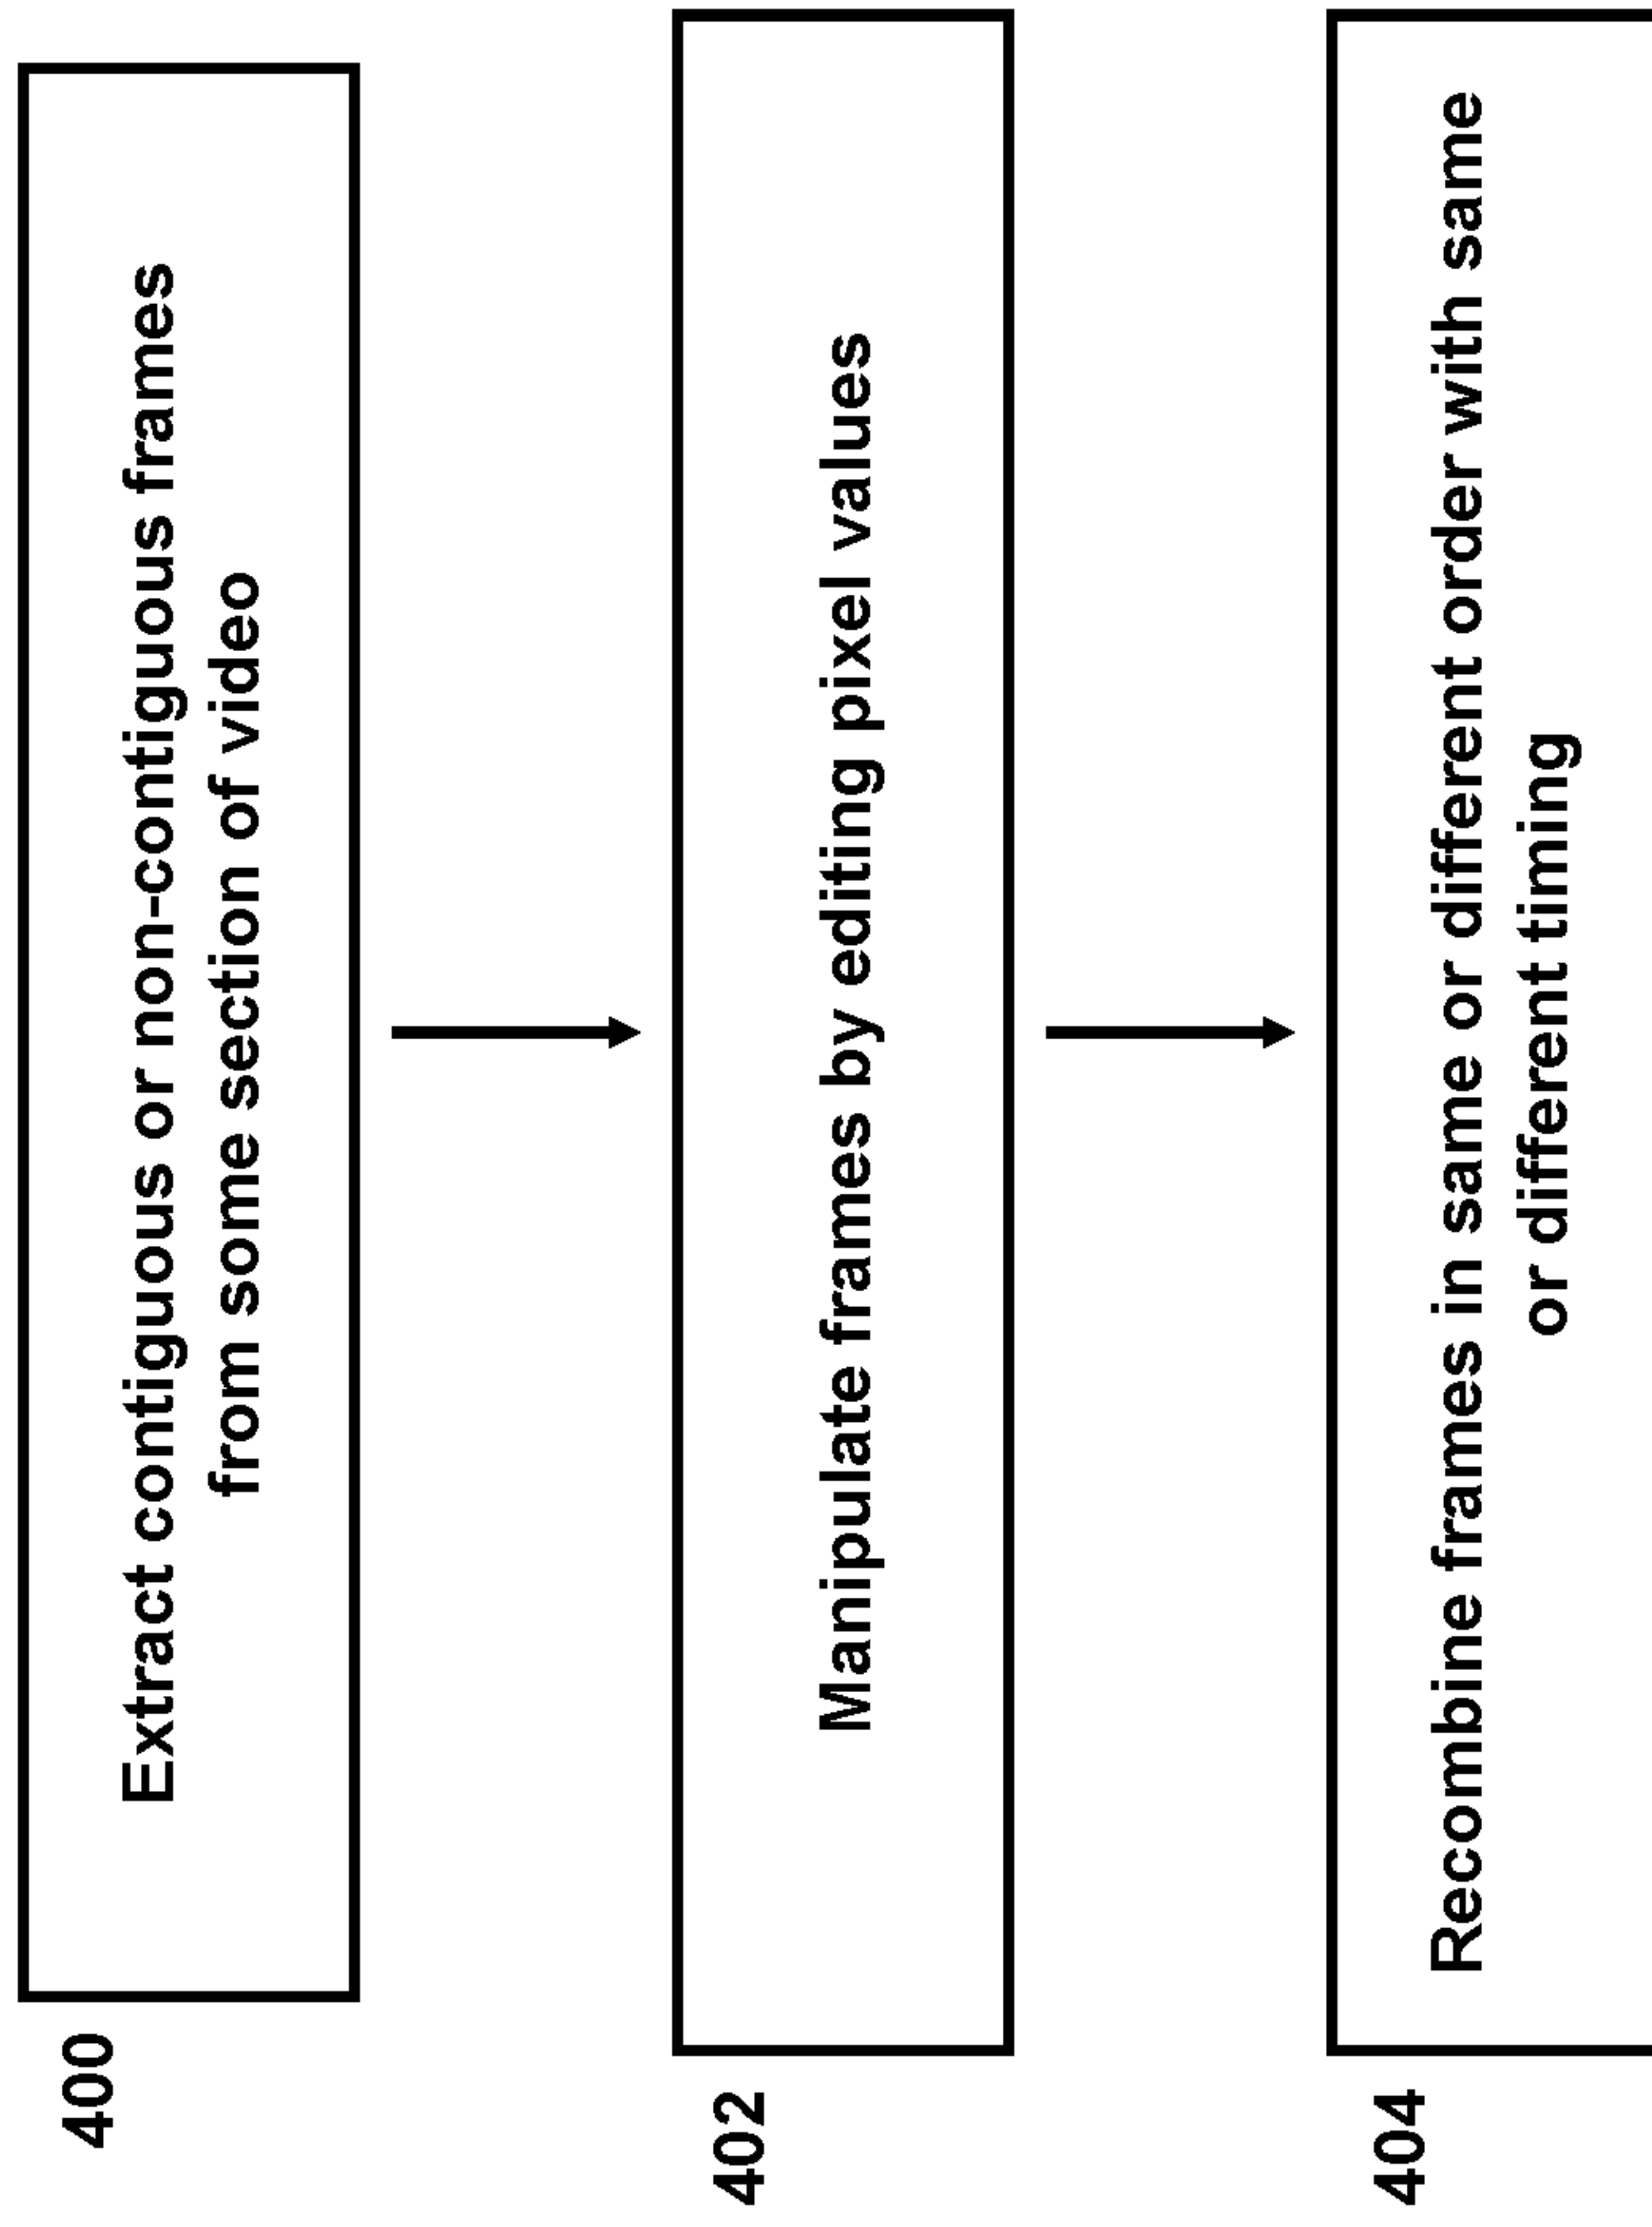 400
Extract contiguous or non-contiguous frames
from some section of video
402
Manipulate frames by editing pixel values
404
Recombine frames in same or different order with same
or different timing